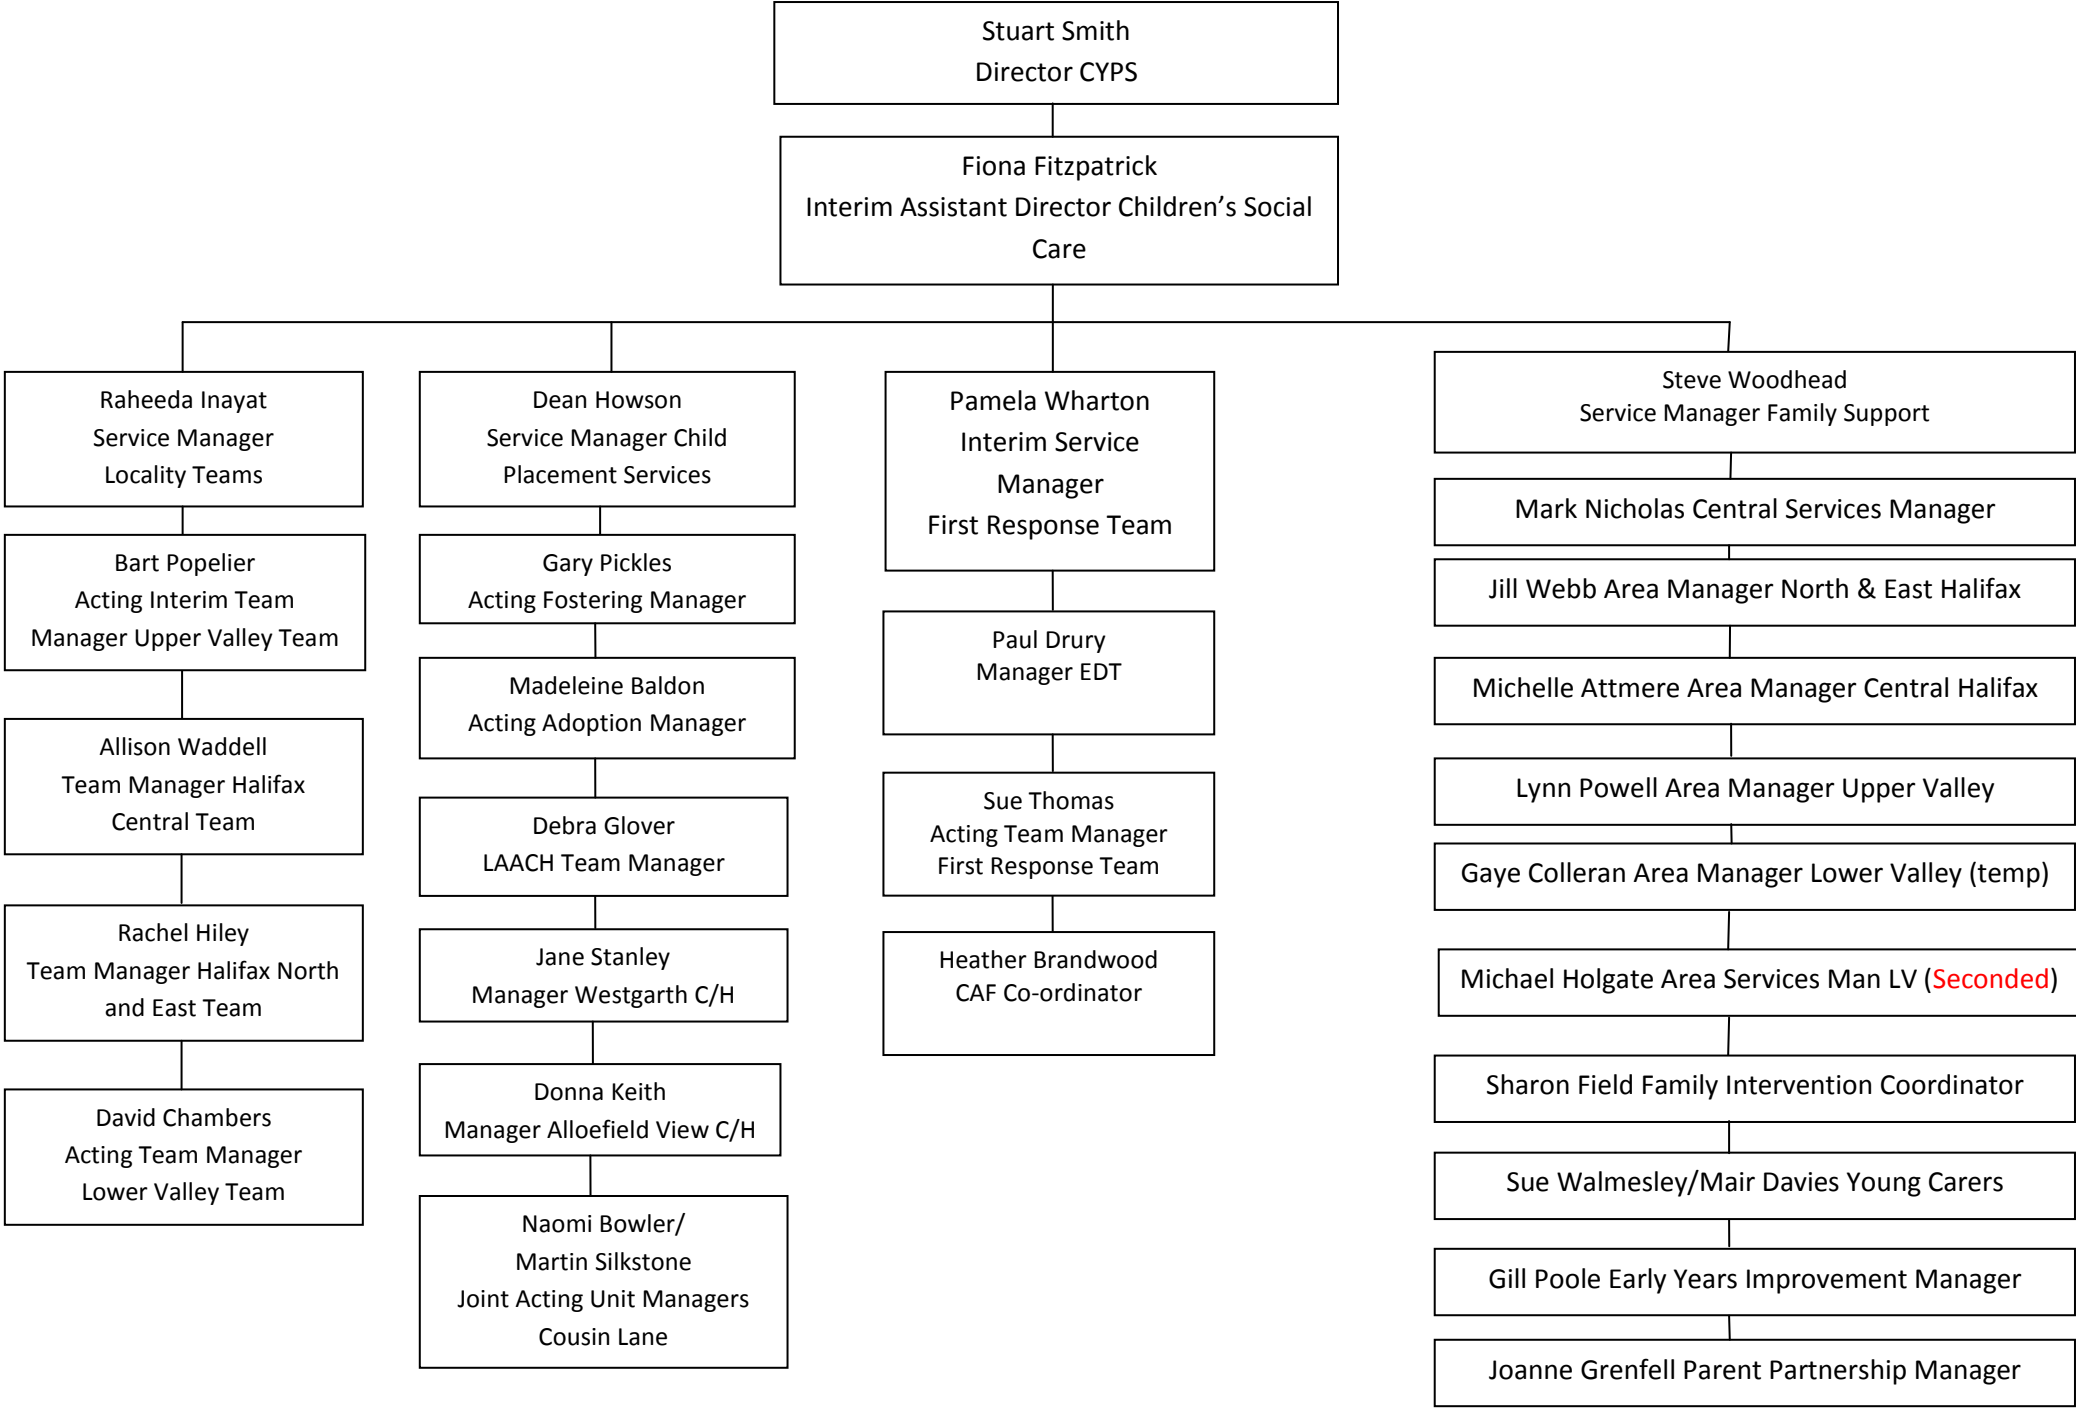 Stuart Smith
Director CYPS
Fiona Fitzpatrick
Interim Assistant Director Children’s Social
Care
Raheeda Inayat
Service Manager
Locality Teams
Bart Popelier
Acting Interim Team
Manager Upper Valley Team
Allison Waddell
Team Manager Halifax
Central Team
Rachel Hiley
Team Manager Halifax North
and East Team
David Chambers
Acting Team Manager
Lower Valley Team
Dean Howson
Service Manager Child
Placement Services
Gary Pickles
Acting Fostering Manager
Madeleine Baldon
Acting Adoption Manager
Debra Glover
LAACH Team Manager
Jane Stanley
Manager Westgarth C/H
Donna Keith
Manager Alloefield View C/H
Naomi Bowler/
Martin Silkstone
Joint Acting Unit Managers
Cousin Lane
Pamela Wharton
Interim Service
Manager
First Response Team
Paul Drury
Manager EDT
Sue Thomas
Acting Team Manager
First Response Team
Heather Brandwood
CAF Co-ordinator
Steve Woodhead
Service Manager Family Support
Mark Nicholas Central Services Manager
Jill Webb Area Manager North & East Halifax
Michelle Attmere Area Manager Central Halifax
Lynn Powell Area Manager Upper Valley
Gaye Colleran Area Manager Lower Valley (temp)
Michael Holgate Area Services Man LV (Seconded)
Sharon Field Family Intervention Coordinator
Sue Walmesley/Mair Davies Young Carers
Gill Poole Early Years Improvement Manager
Joanne Grenfell Parent Partnership Manager